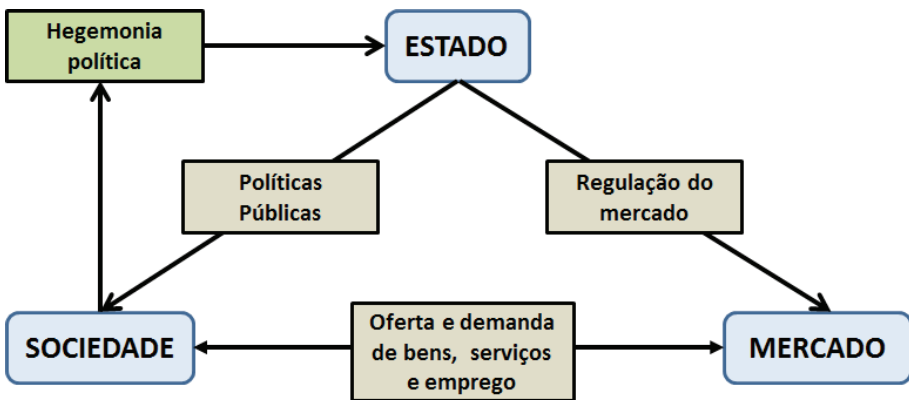 Hegemonia
política
ESTADO
Políticas
Públicas
Regulação do
mercado
SOCIEDADE
Oferta e demanda
de bens, serviços
e emprego
MERCADO